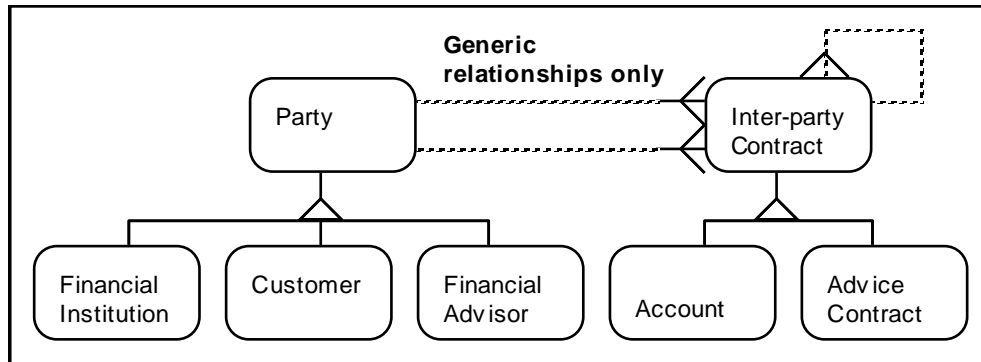 Generic
relationships only
Party
Inter-party
Contract
Financial
Institution
Customer
Financial
Advisor
Account
Advice
Contract